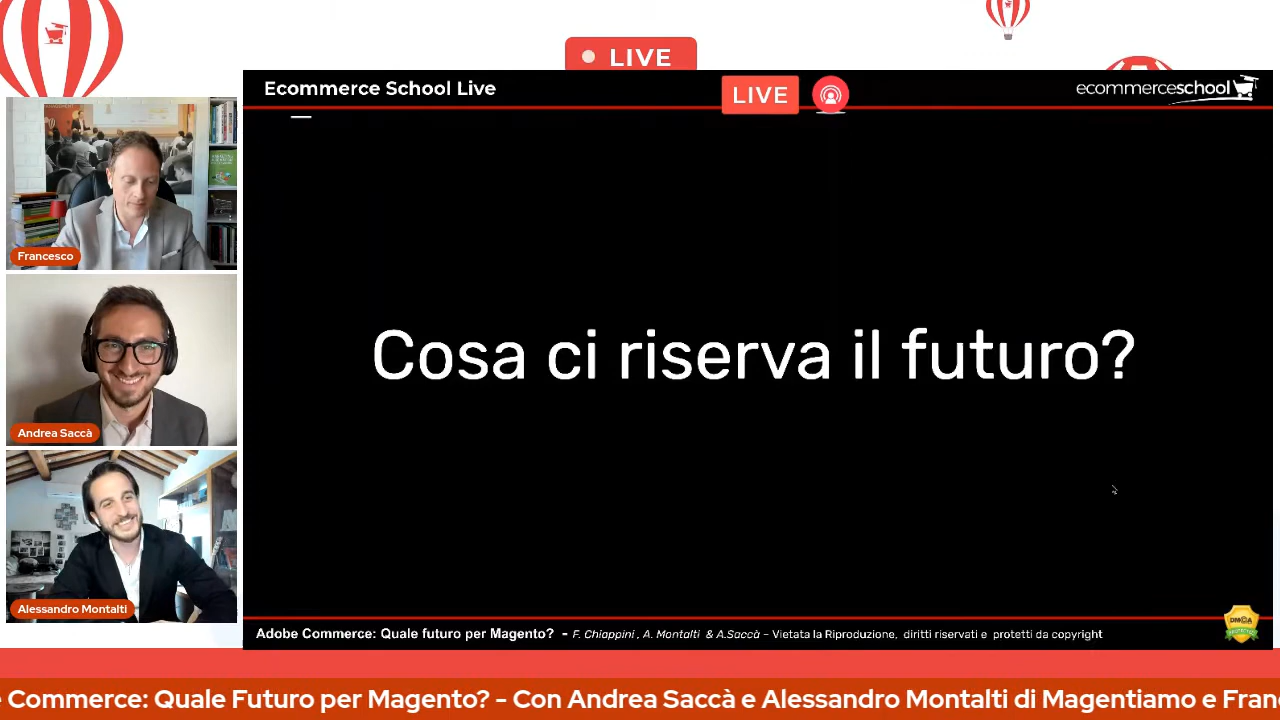 LIVE
Ecommerce School Live
LIVE
ecommerceschool
Francesco
Andrea Saccà
Alessandro Montalti
Cosa ci riserva il futuro?
Adobe Commerce: Quale futuro per Magento? - F. Chiappini , A. Montalti & A.Saccà – Vietata la Riproduzione, diritti riservati e protetti da copyright
DMCA
e Commerce: Quale Futuro per Magento? - Con Andrea Saccà e Alessandro Montalti di Magentiamo e Fran